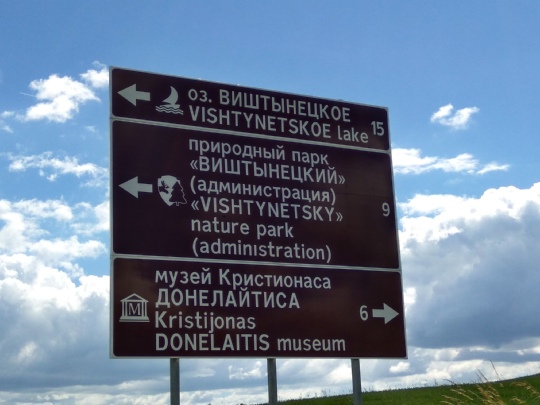 оз. ВИШТЫНЕЦКОЕ
VISHTYNETSKOE lake 15
природный парк
«ВИШТЫНЕЦКИЙ»
(администрация)
«VISHTYNETSKY» 9
nature park
(administration)
музей Кристионаса
ДОНЕЛАЙТИСА
M
Kristijonas 6
DONELAITIS museum